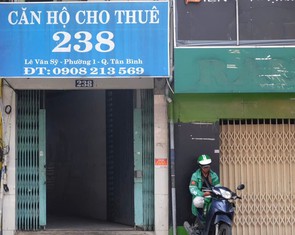 CĂN HỘ CHO THUÊ
238
Lê Văn Sỹ - Phường 1 - Q. Tân Bình
ĐT: 0908 213 569
238